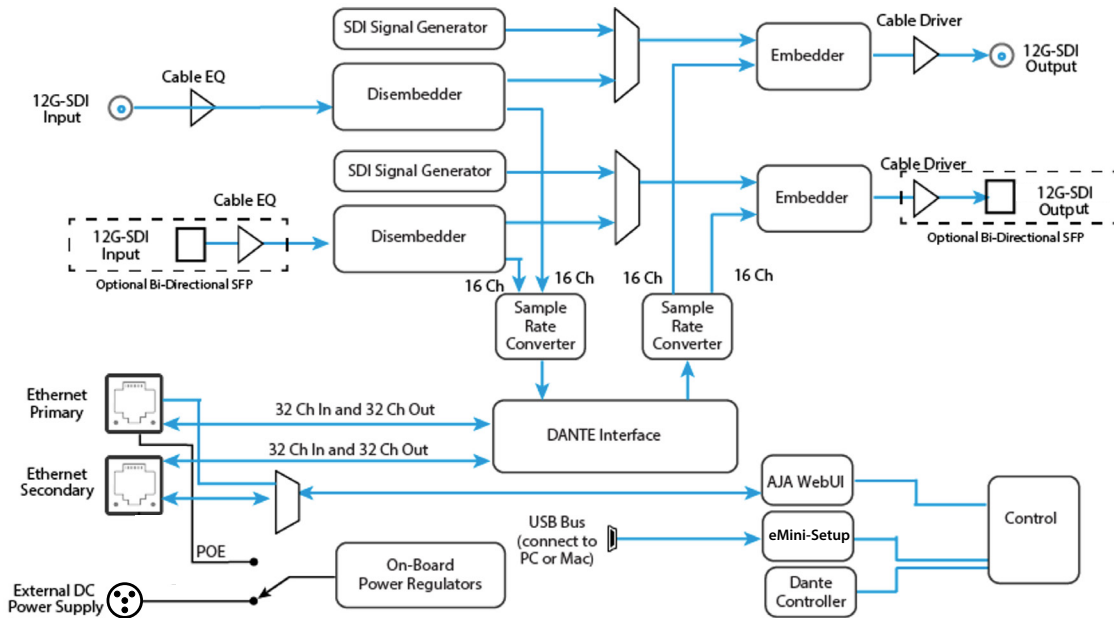 SDI Signal Generator
Cable Driver
Cable EQ
Embedder
12G-SDI
Output
12G-SDI
Input
Disembedder
SDI Signal Generator
Cable Driver
Cable EQ
Embedder
12G-SDI
Output
12G-SDI
Input
Disembedder
Optional Bi-Directional SFP
Optional Bi-Directional SFP
16 Ch
16 Ch
16 Ch
16 Ch
Sample
Rate
Converter
Sample
Rate
Converter
Ethernet
Primary
32 Ch In and 32 Ch Out
DANTE Interface
32 Ch In and 32 Ch Out
Ethernet
Secondary
AJA WebUI
Control
USB Bus
(connect to
PC or Mac)
eMini-Setup
POE
On-Board
Power Regulators
Dante
Controller
External DC
Power Supply